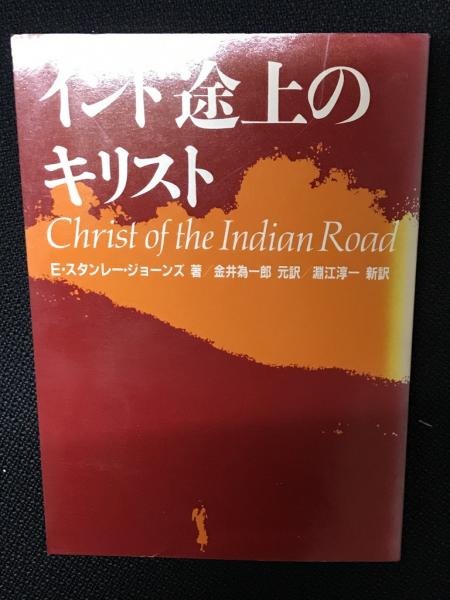 インド途上の
キリスト
Christ of the Indian Road
E・スタンレー・ジョーンズ 著／金井為一郎 元訳／淵江淳一 新訳